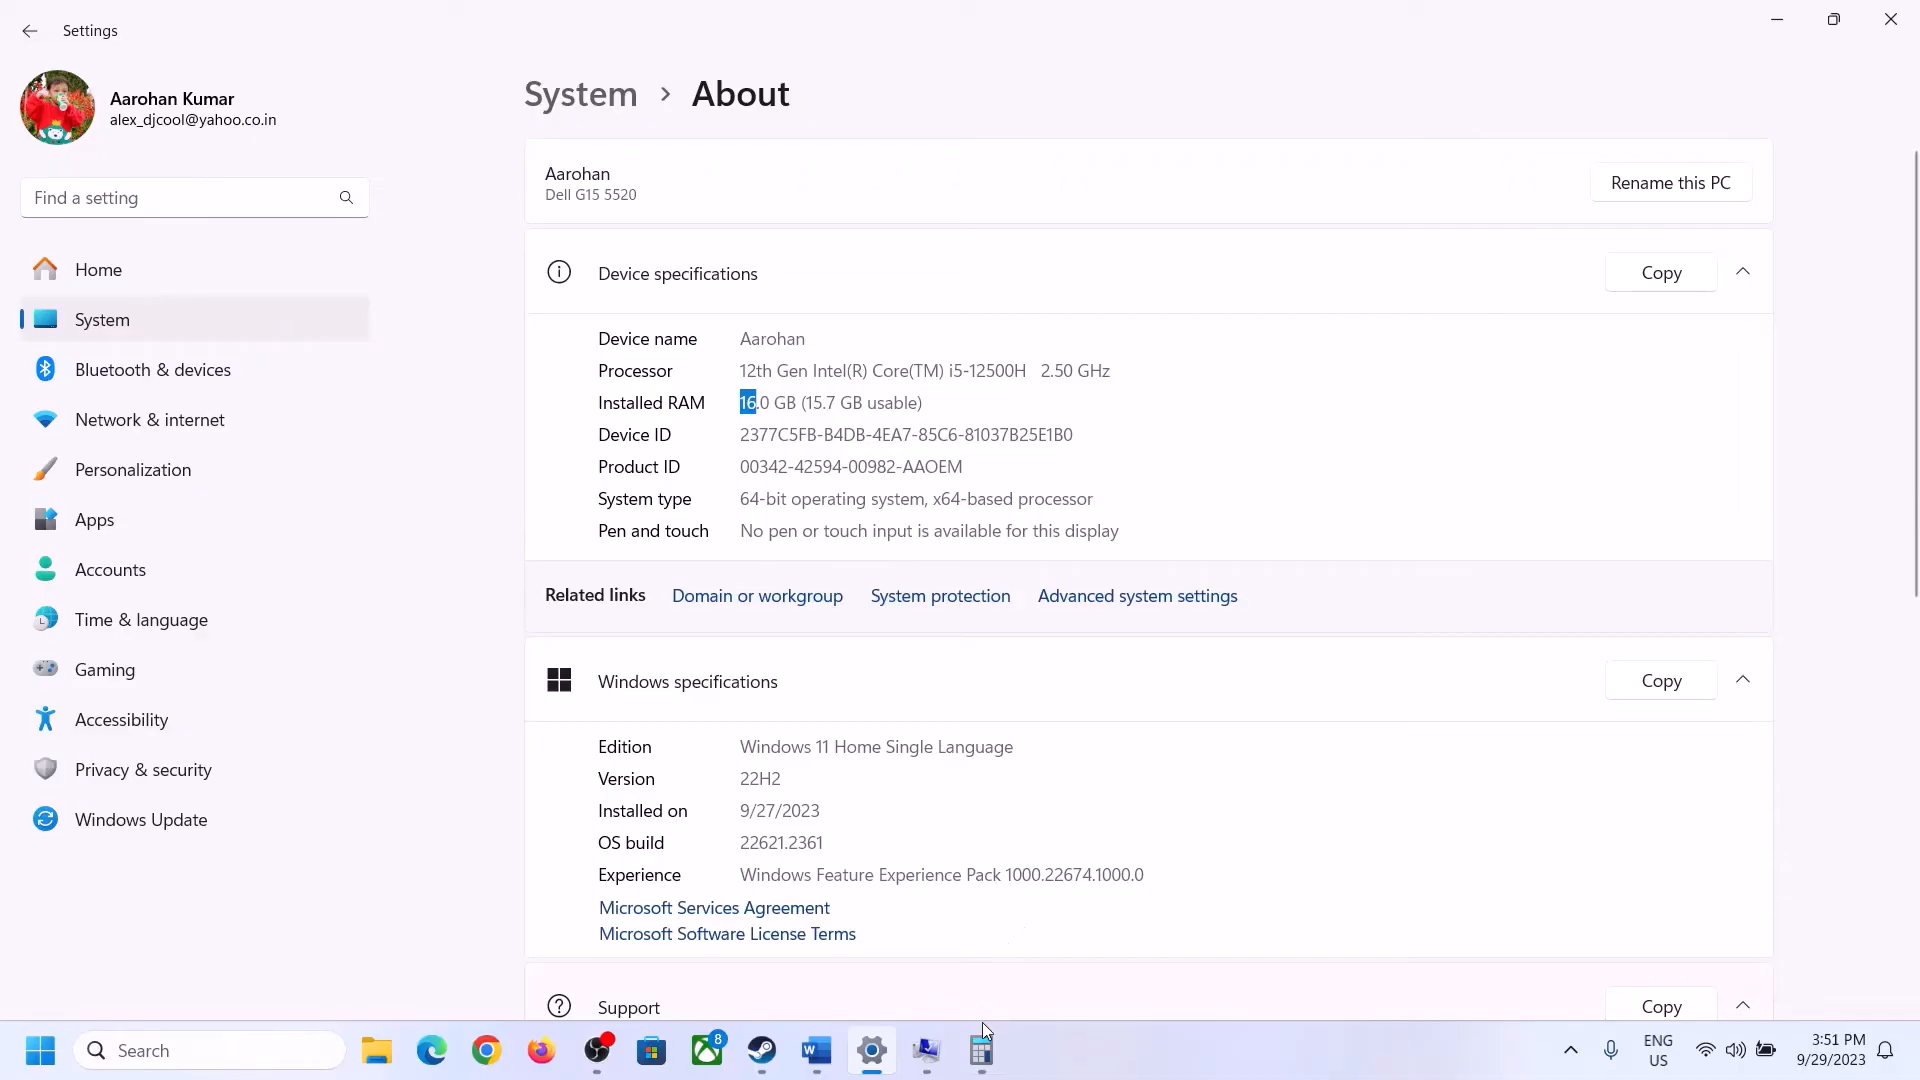 Settings
Aarohan Kumar
alex_djcool@yahoo.co.in
Find a setting
Home
System
Bluetooth & devices
Network & internet
Personalization
Apps
Accounts
Time & language
Gaming
Accessibility
Privacy & security
Windows Update
System > About
Aarohan
Dell G15 5520
Rename this PC
Device specifications
Copy
Device name Aarohan
Processor 12th Gen Intel(R) Core(TM) i5-12500H 2.50 GHz
Installed RAM 16.0 GB (15.7 GB usable)
Device ID 2377C5FB-B4DB-4EA7-85C6-81037B25E1B0
Product ID 00342-42594-00982-AAOEM
System type 64-bit operating system, x64-based processor
Pen and touch No pen or touch input is available for this display
Related links Domain or workgroup System protection Advanced system settings
Windows specifications
Copy
Edition Windows 11 Home Single Language
Version 22H2
Installed on 9/27/2023
OS build 22621.2361
Experience Windows Feature Experience Pack 1000.22674.1000.0
Microsoft Services Agreement
Microsoft Software License Terms
Support
Copy
Search
8
ENG
US
3:51 PM
9/29/2023